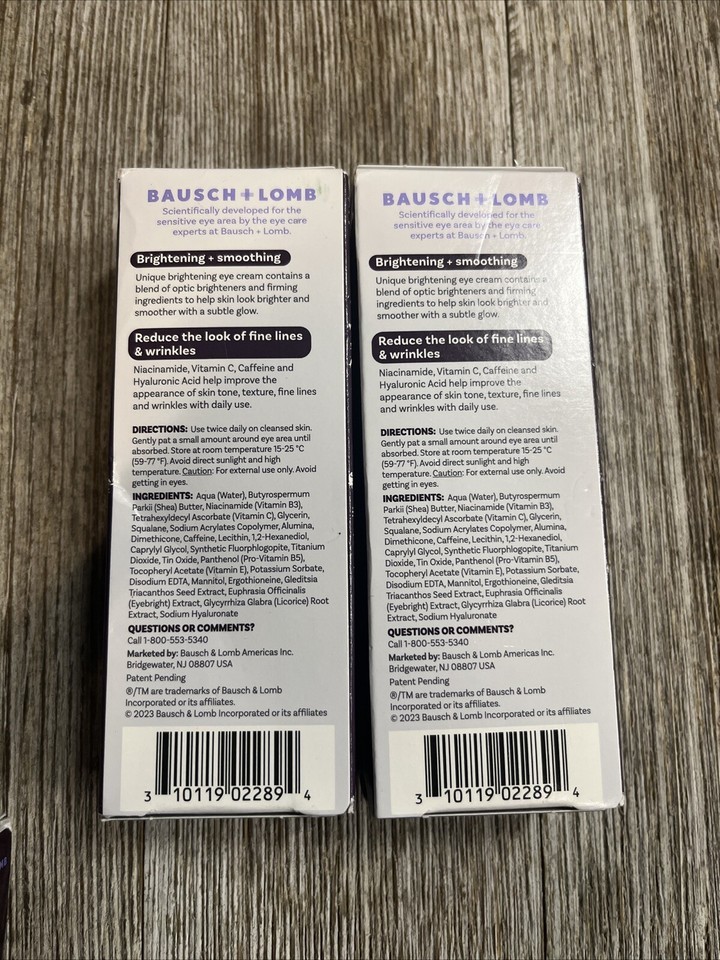 BAUSCH + LOMB
Scientifically developed for the
sensitive eye area by the eye care
experts at Bausch + Lomb.
Brightening + smoothing
Unique brightening eye cream contains a
blend of optic brighteners and firming
ingredients to help skin look brighter and
smoother with a subtle glow.
Reduce the look of fine lines
& wrinkles
Niacinamide, Vitamin C, Caffeine and
Hyaluronic Acid help improve the
appearance of skin tone, texture, fine lines
and wrinkles with daily use.
DIRECTIONS: Use twice daily on cleansed skin.
Gently pat a small amount around eye area until
absorbed. Store at room temperature 15-25 °C
(59-77 °F). Avoid direct sunlight and high
temperature. Caution: For external use only. Avoid
getting in eyes.
INGREDIENTS: Aqua (Water), Butyrospermum
Parkii (Shea) Butter, Niacinamide (Vitamin B3),
Tetrahexyldecyl Ascorbate (Vitamin C), Glycerin,
Squalane, Sodium Acrylates Copolymer, Alumina,
Dimethicone, Caffeine, Lecithin, 1,2-Hexanediol,
Caprylyl Glycol, Synthetic Fluorphlogopite, Titanium
Dioxide, Tin Oxide, Panthenol (Pro-Vitamin B5),
Tocopheryl Acetate (Vitamin E), Potassium Sorbate,
Disodium EDTA, Mannitol, Ergothioneine, Gleditsia
Triacanthos Seed Extract, Euphrasia Officinalis
(Eyebright) Extract, Glycyrrhiza Glabra (Licorice) Root
Extract, Sodium Hyaluronate
QUESTIONS OR COMMENTS?
Call 1-800-553-5340
Marketed by: Bausch & Lomb Americas Inc.
Bridgewater, NJ 08807 USA
Patent Pending
®/TM are trademarks of Bausch & Lomb
Incorporated or its affiliates.
© 2023 Bausch & Lomb Incorporated or its affiliates
3 10119 02289 4
BAUSCH + LOMB
Scientifically developed for the
sensitive eye area by the eye care
experts at Bausch + Lomb.
Brightening + smoothing
Unique brightening eye cream contains a
blend of optic brighteners and firming
ingredients to help skin look brighter and
smoother with a subtle glow.
Reduce the look of fine lines
& wrinkles
Niacinamide, Vitamin C, Caffeine and
Hyaluronic Acid help improve the
appearance of skin tone, texture, fine lines
and wrinkles with daily use.
DIRECTIONS: Use twice daily on cleansed skin.
Gently pat a small amount around eye area until
absorbed. Store at room temperature 15-25 °C
(59-77 °F). Avoid direct sunlight and high
temperature. Caution: For external use only. Avoid
getting in eyes.
INGREDIENTS: Aqua (Water), Butyrospermum
Parkii (Shea) Butter, Niacinamide (Vitamin B3),
Tetrahexyldecyl Ascorbate (Vitamin C), Glycerin,
Squalane, Sodium Acrylates Copolymer, Alumina,
Dimethicone, Caffeine, Lecithin, 1,2-Hexanediol,
Caprylyl Glycol, Synthetic Fluorphlogopite, Titanium
Dioxide, Tin Oxide, Panthenol (Pro-Vitamin B5),
Tocopheryl Acetate (Vitamin E), Potassium Sorbate,
Disodium EDTA, Mannitol, Ergothioneine, Gleditsia
Triacanthos Seed Extract, Euphrasia Officinalis
(Eyebright) Extract, Glycyrrhiza Glabra (Licorice) Root
Extract, Sodium Hyaluronate
QUESTIONS OR COMMENTS?
Call 1-800-553-5340
Marketed by: Bausch & Lomb Americas Inc.
Bridgewater, NJ 08807 USA
Patent Pending
®/TM are trademarks of Bausch & Lomb
Incorporated or its affiliates.
© 2023 Bausch & Lomb Incorporated or its affiliates
3 10119 02289 4